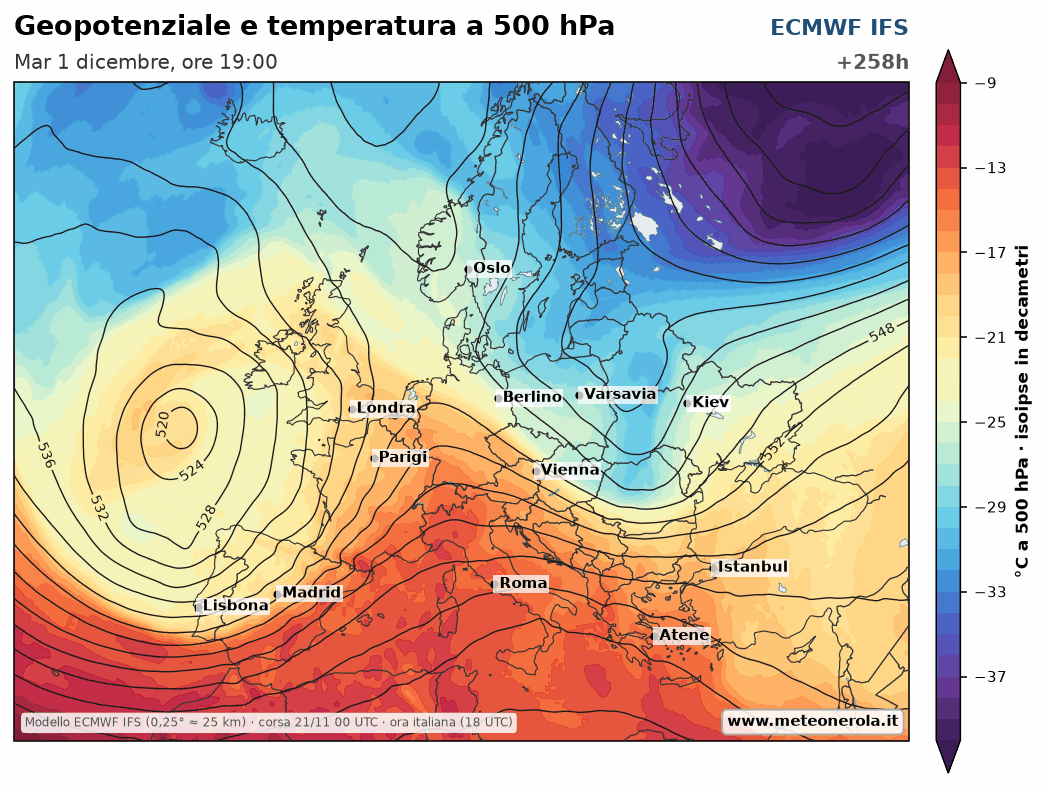 Geopotenziale e temperatura a 500 hPa
ECMWF IFS
Mar 1 dicembre, ore 19:00
+258h
−9
−13
−17
−21
−25
−29
−33
−37
°C a 500 hPa · isoipse in decametri
Oslo
548
Berlino
Varsavia
Kiev
Londra
520
552
536
Parigi
Vienna
524
532
528
Istanbul
Roma
Madrid
Lisbona
Atene
Modello ECMWF IFS (0,25° ≈ 25 km) · corsa 21/11 00 UTC · ora italiana (18 UTC)
www.meteonerola.it